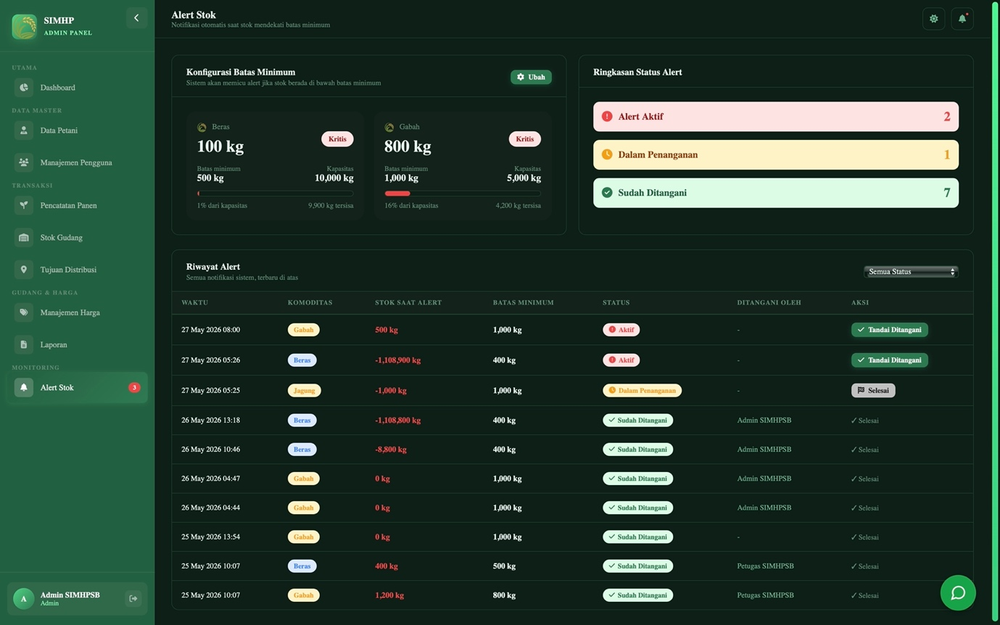 SIMHP
ADMIN PANEL
UTAMA
Dashboard
DATA MASTER
Data Petani
Manajemen Pengguna
TRANSAKSI
Pencatatan Panen
Stok Gudang
Tujuan Distribusi
GUDANG & HARGA
Manajemen Harga
Laporan
MONITORING
Alert Stok 3
A Admin SIMHPSB
Admin
Alert Stok
Notifikasi otomatis saat stok mendekati batas minimum
Konfigurasi Batas Minimum
Sistem akan memicu alert jika stok berada di bawah batas minimum
Ubah
Beras
100 kg
Kritis
Batas minimum Kapasitas
500 kg 10,000 kg
1% dari kapasitas 9,900 kg tersisa
Gabah
800 kg
Kritis
Batas minimum Kapasitas
1,000 kg 5,000 kg
16% dari kapasitas 4,200 kg tersisa
Ringkasan Status Alert
Alert Aktif 2
Dalam Penanganan 1
Sudah Ditangani 7
Riwayat Alert
Semua notifikasi sistem, terbaru di atas
Semua Status
WAKTU KOMODITAS STOK SAAT ALERT BATAS MINIMUM STATUS DITANGANI OLEH AKSI
27 May 2026 08:00 Gabah 500 kg 1,000 kg Aktif - ✓ Tandai Ditangani
27 May 2026 05:26 Beras -1,108,900 kg 400 kg Aktif - ✓ Tandai Ditangani
27 May 2026 05:25 Jagung -1,000 kg 1,000 kg Dalam Penanganan - Selesai
26 May 2026 13:18 Beras -1,108,800 kg 400 kg ✓ Sudah Ditangani Admin SIMHPSB ✓ Selesai
26 May 2026 10:46 Beras -8,800 kg 400 kg ✓ Sudah Ditangani Admin SIMHPSB ✓ Selesai
26 May 2026 04:47 Gabah 0 kg 1,000 kg ✓ Sudah Ditangani Admin SIMHPSB ✓ Selesai
26 May 2026 04:44 Gabah 0 kg 1,000 kg ✓ Sudah Ditangani Admin SIMHPSB ✓ Selesai
25 May 2026 13:54 Gabah 0 kg 1,000 kg ✓ Sudah Ditangani - ✓ Selesai
25 May 2026 10:07 Beras 400 kg 500 kg ✓ Sudah Ditangani Petugas SIMHPSB ✓ Selesai
25 May 2026 10:07 Gabah 1,200 kg 800 kg ✓ Sudah Ditangani Petugas SIMHPSB ✓ Selesai